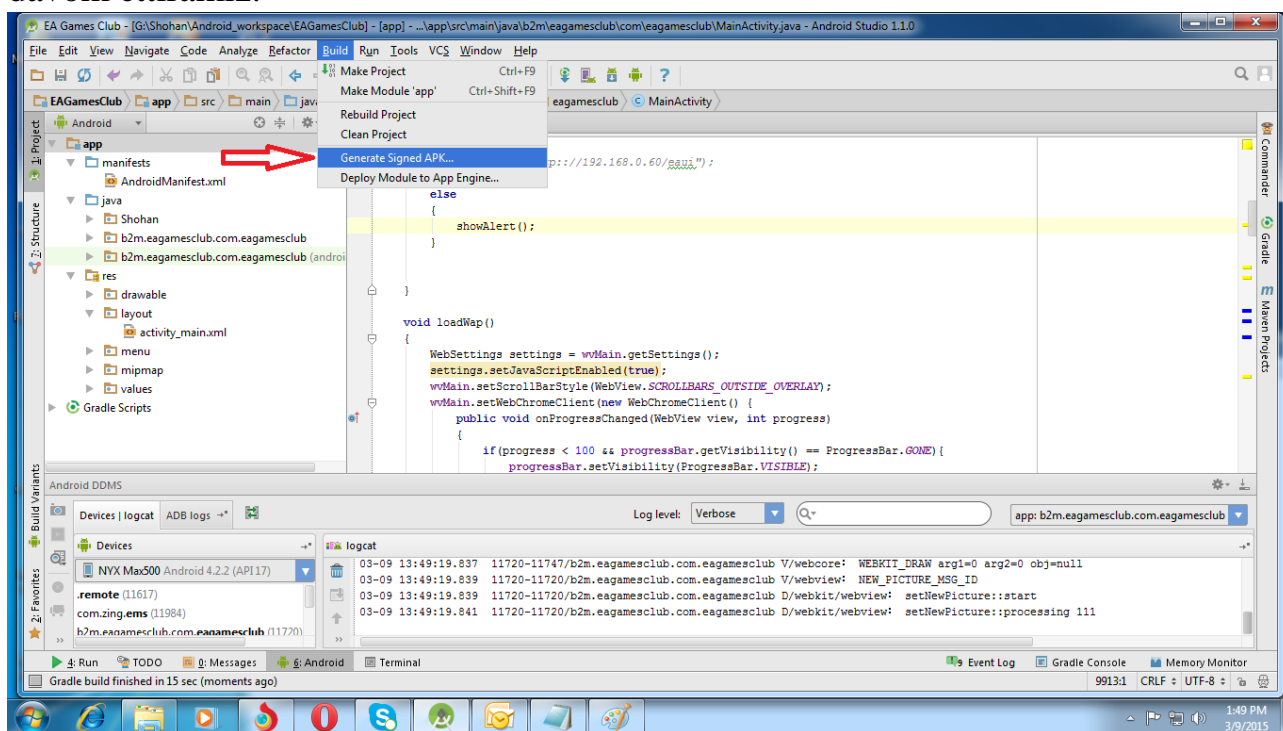 EA Games Club - [G:\Shohan\Android_workspace\EAGamesClub] - [app] - ...\app\src\main\java\b2m\eagamesclub\com\eagamesclub\MainActivity.java - Android Studio 1.1.0
File Edit View Navigate Code Analyze Refactor Build Run Tools VCS Window Help
Make Project Ctrl+F9
Make Module 'app' Ctrl+Shift+F9
Rebuild Project
Clean Project
Generate Signed APK...
Deploy Module to App Engine...
EAGamesClub app src main eagamesclub MainActivity
Android
app
manifests
AndroidManifest.xml
java
Shohan
b2m.eagamesclub.com.eagamesclub
b2m.eagamesclub.com.eagamesclub (androi
res
drawable
layout
activity_main.xml
menu
mipmap
values
Gradle Scripts
1: Project
7: Structure
Build Variants
2: Favorites
p://192.168.0.60/eaui");
else
{
showAlert();
}
}
void loadWap()
{
WebSettings settings = wvMain.getSettings();
settings.setJavaScriptEnabled(true);
wvMain.setScrollBarStyle(WebView.SCROLLBARS_OUTSIDE_OVERLAY);
wvMain.setWebChromeClient(new WebChromeClient() {
public void onProgressChanged(WebView view, int progress)
{
if(progress < 100 && progressBar.getVisibility() == ProgressBar.GONE){
progressBar.setVisibility(ProgressBar.VISIBLE);
Commander
Gradle
Maven Projects
Android DDMS
Devices | logcat ADB logs Log level: Verbose app: b2m.eagamesclub.com.eagamesclub
Devices logcat
NYX Max500 Android 4.2.2 (API 17)
.remote (11617)
com.zing.ems (11984)
b2m.eagamesclub.com.eagamesclub (11720)
03-09 13:49:19.837 11720-11747/b2m.eagamesclub.com.eagamesclub V/webcore: WEBKIT_DRAW arg1=0 arg2=0 obj=null
03-09 13:49:19.839 11720-11720/b2m.eagamesclub.com.eagamesclub V/webview: NEW_PICTURE_MSG_ID
03-09 13:49:19.839 11720-11720/b2m.eagamesclub.com.eagamesclub D/webkit/webview: setNewPicture::start
03-09 13:49:19.841 11720-11720/b2m.eagamesclub.com.eagamesclub D/webkit/webview: setNewPicture::processing 111
4: Run TODO 0: Messages 6: Android Terminal 9 Event Log Gradle Console Memory Monitor
Gradle build finished in 15 sec (moments ago) 9913:1 CRLF UTF-8
1:49 PM
3/9/2015